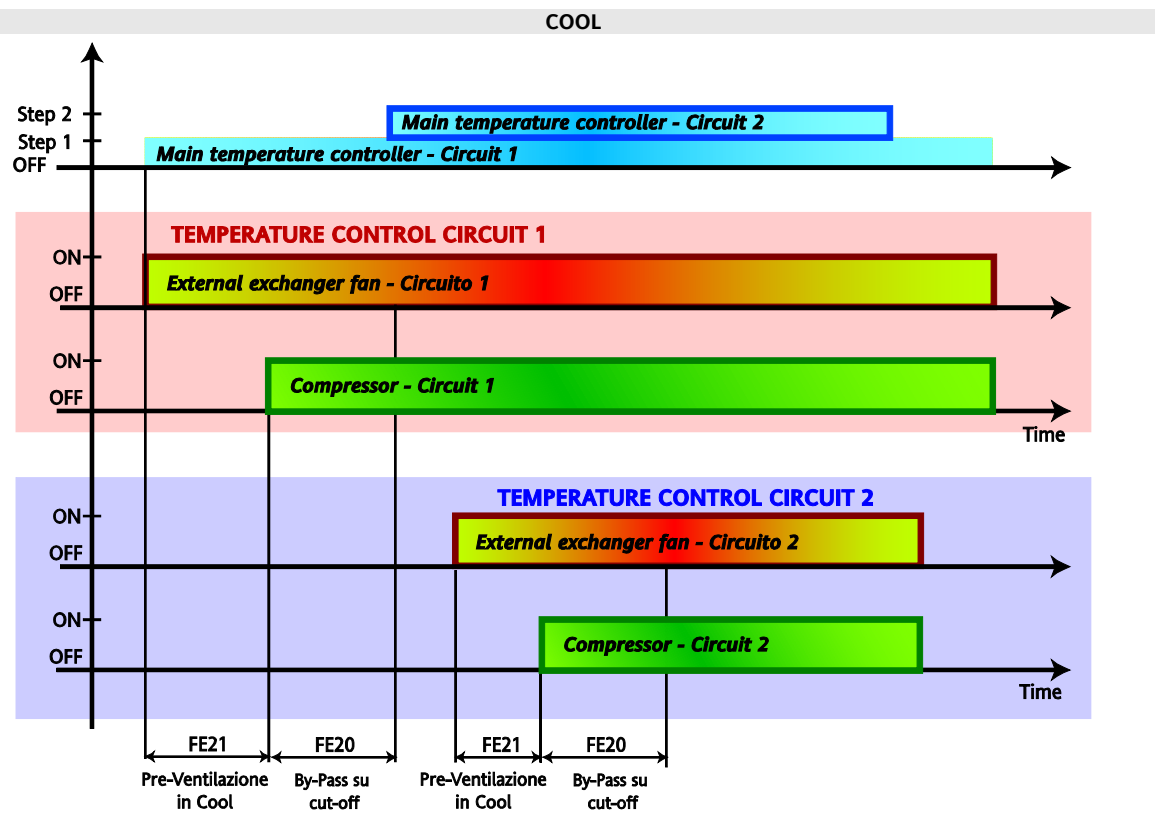 COOL
Step 2
Main temperature controller - Circuit 2
Step 1
Main temperature controller - Circuit 1
OFF
TEMPERATURE CONTROL CIRCUIT 1
ON
External exchanger fan - Circuito 1
OFF
ON
Compressor - Circuit 1
OFF
Time
TEMPERATURE CONTROL CIRCUIT 2
ON
External exchanger fan - Circuito 2
OFF
ON
Compressor - Circuit 2
OFF
Time
FE21 FE20 FE21 FE20
Pre-Ventilazione By-Pass su Pre-Ventilazione By-Pass su
in Cool cut-off in Cool cut-off